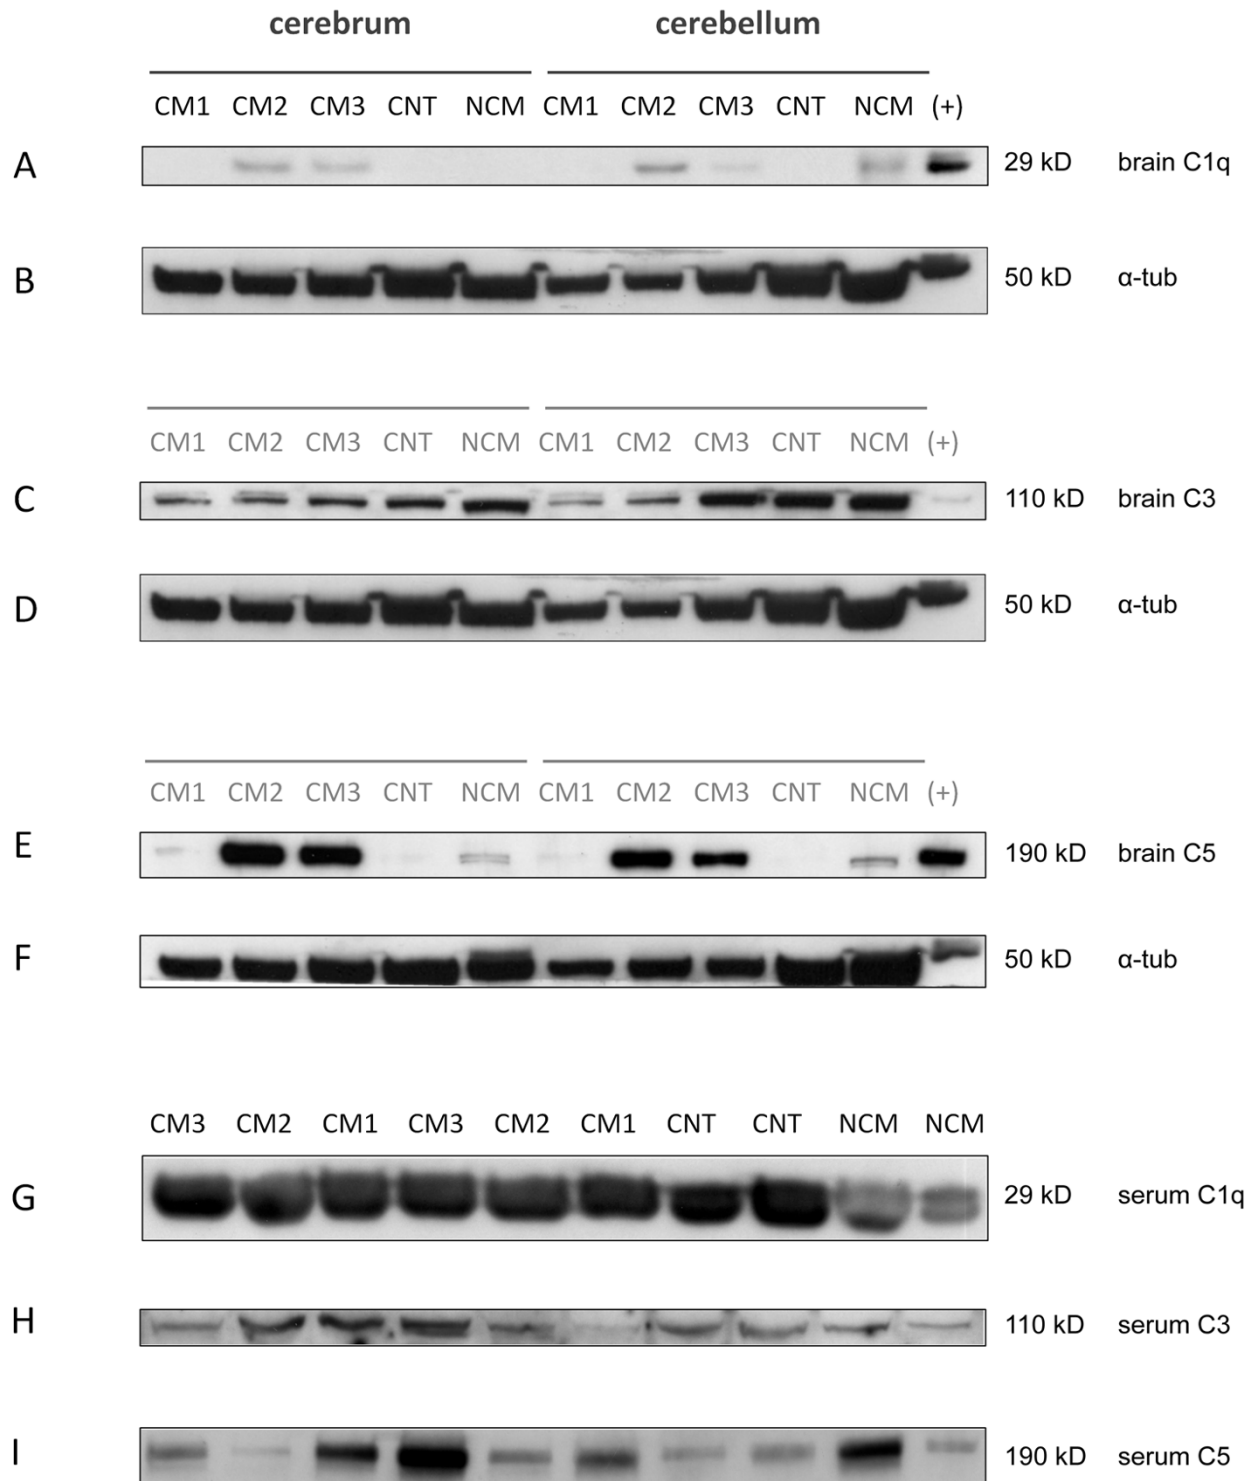 cerebrum cerebellum
CM1 CM2 CM3 CNT NCM CM1 CM2 CM3 CNT NCM (+)
A 29 kD brain C1q
B 50 kD α-tub
CM1 CM2 CM3 CNT NCM CM1 CM2 CM3 CNT NCM (+)
C 110 kD brain C3
D 50 kD α-tub
CM1 CM2 CM3 CNT NCM CM1 CM2 CM3 CNT NCM (+)
E 190 kD brain C5
F 50 kD α-tub
CM3 CM2 CM1 CM3 CM2 CM1 CNT CNT NCM NCM
G 29 kD serum C1q
H 110 kD serum C3
I 190 kD serum C5